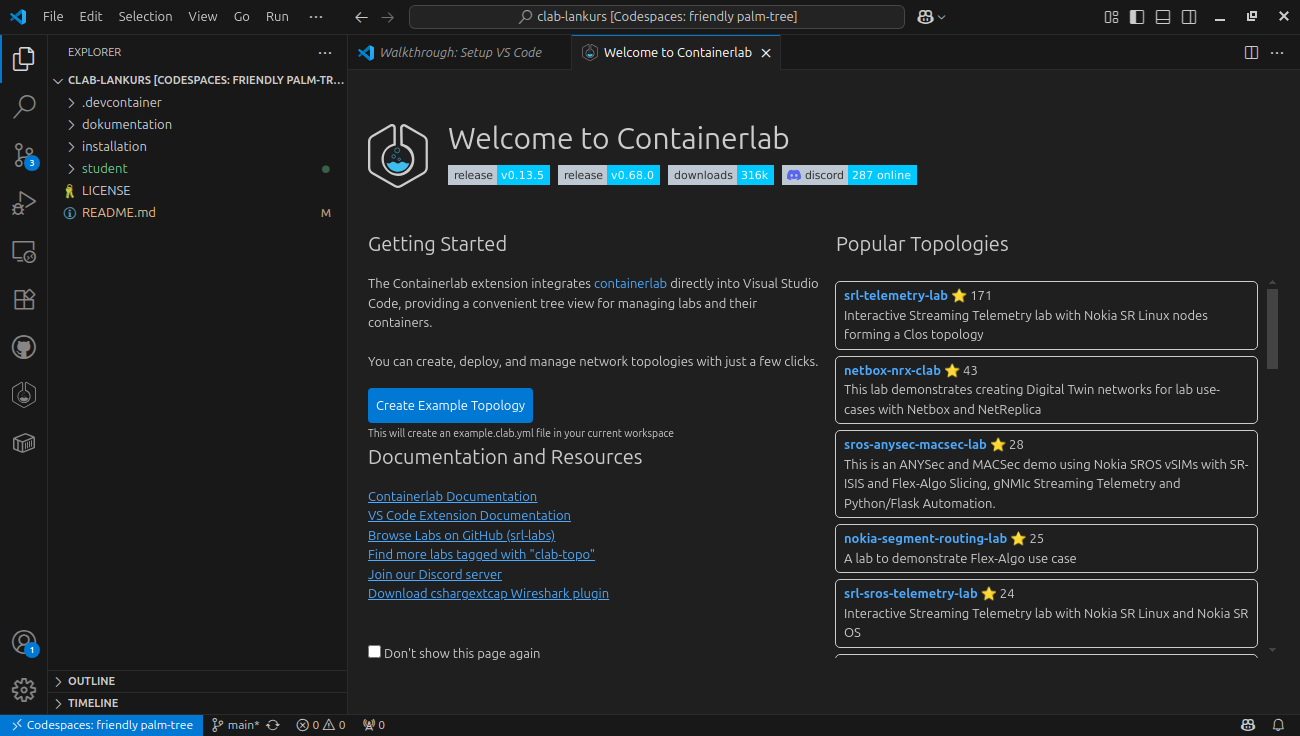 File Edit Selection View Go Run ··· clab-lankurs [Codespaces: friendly palm-tree]
EXPLORER ···
Walkthrough: Setup VS Code
Welcome to Containerlab
CLAB-LANKURS [CODESPACES: FRIENDLY PALM-TR...
.devcontainer
dokumentation
installation
student
LICENSE
README.md M
3
Welcome to Containerlab
release v0.13.5 release v0.68.0 downloads 316k discord 287 online
Getting Started
The Containerlab extension integrates containerlab directly into Visual Studio
Code, providing a convenient tree view for managing labs and their
containers.
You can create, deploy, and manage network topologies with just a few clicks.
Create Example Topology
This will create an example.clab.yml file in your current workspace
Documentation and Resources
Containerlab Documentation
VS Code Extension Documentation
Browse Labs on GitHub (srl-labs)
Find more labs tagged with "clab-topo"
Join our Discord server
Download cshargextcap Wireshark plugin
Don't show this page again
Popular Topologies
srl-telemetry-lab ⭐ 171
Interactive Streaming Telemetry lab with Nokia SR Linux nodes
forming a Clos topology
netbox-nrx-clab ⭐ 43
This lab demonstrates creating Digital Twin networks for lab use-
cases with Netbox and NetReplica
sros-anysec-macsec-lab ⭐ 28
This is an ANYSec and MACSec demo using Nokia SROS vSIMs with SR-
ISIS and Flex-Algo Slicing, gNMIc Streaming Telemetry and
Python/Flask Automation.
nokia-segment-routing-lab ⭐ 25
A lab to demonstrate Flex-Algo use case
srl-sros-telemetry-lab ⭐ 24
Interactive Streaming Telemetry lab with Nokia SR Linux and Nokia SR
OS
1
OUTLINE
TIMELINE
Codespaces: friendly palm-tree main* 0 0 0